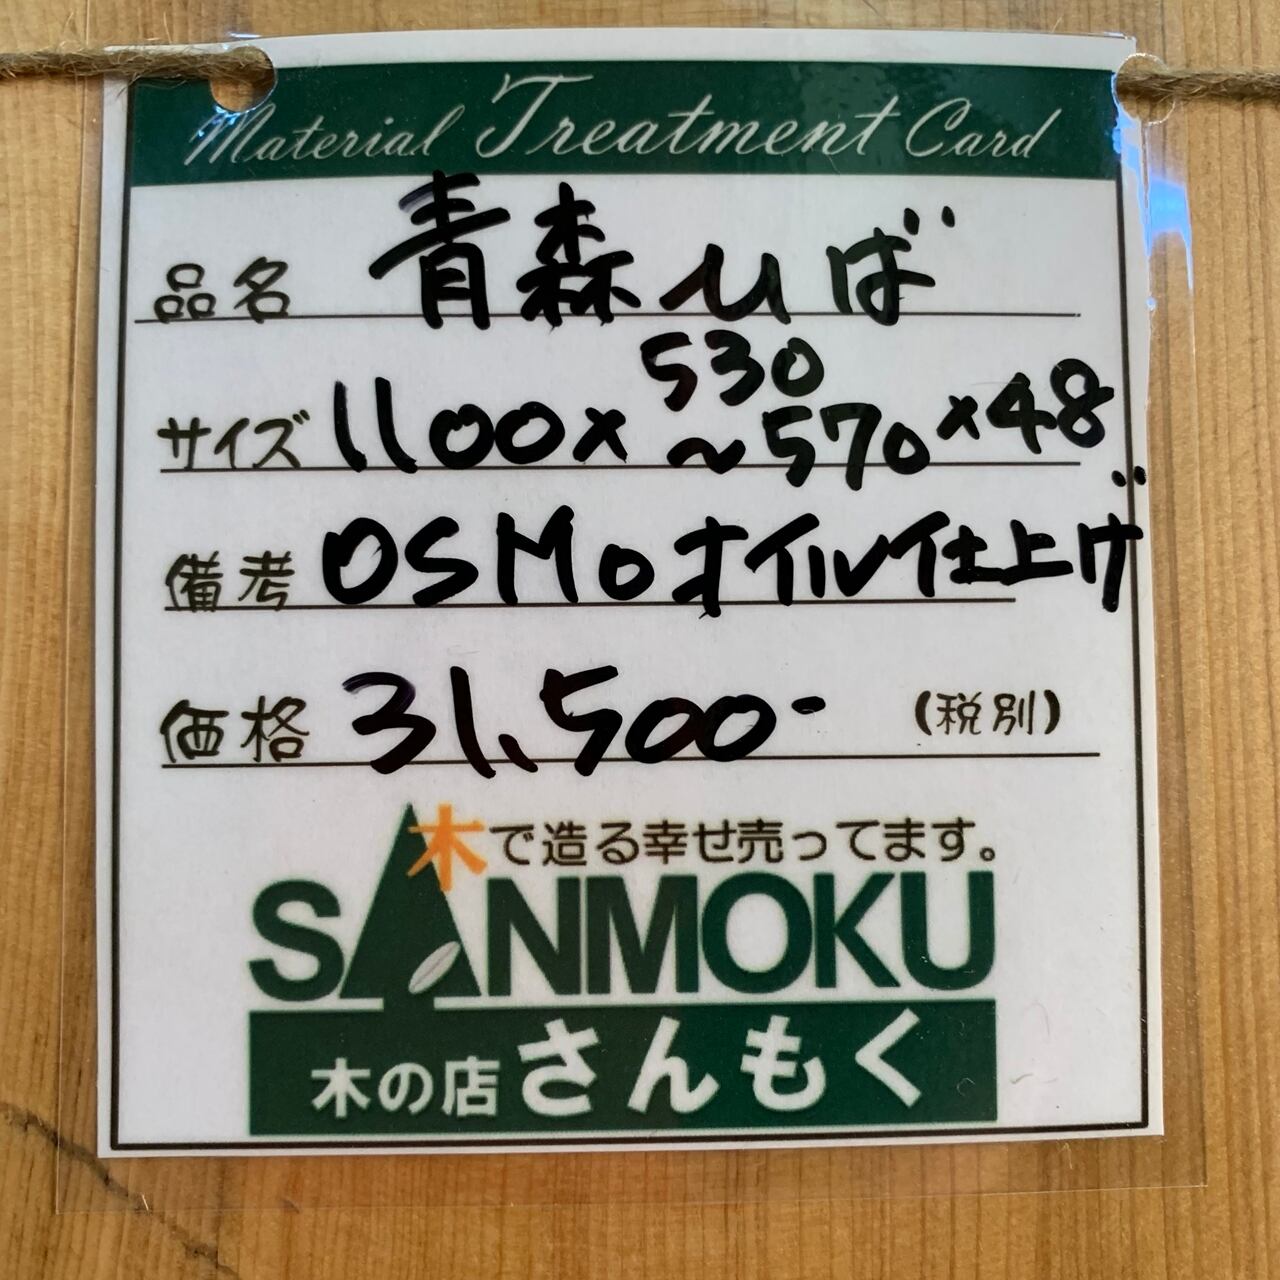 Material Treatment Card
品名 青森ひば
サイズ 1100×530～570×48
備考 OSMOオイル仕上げ
価格 31,500- (税別)
木で造る幸せ売ってます。
SANMOKU
木の店さんもく